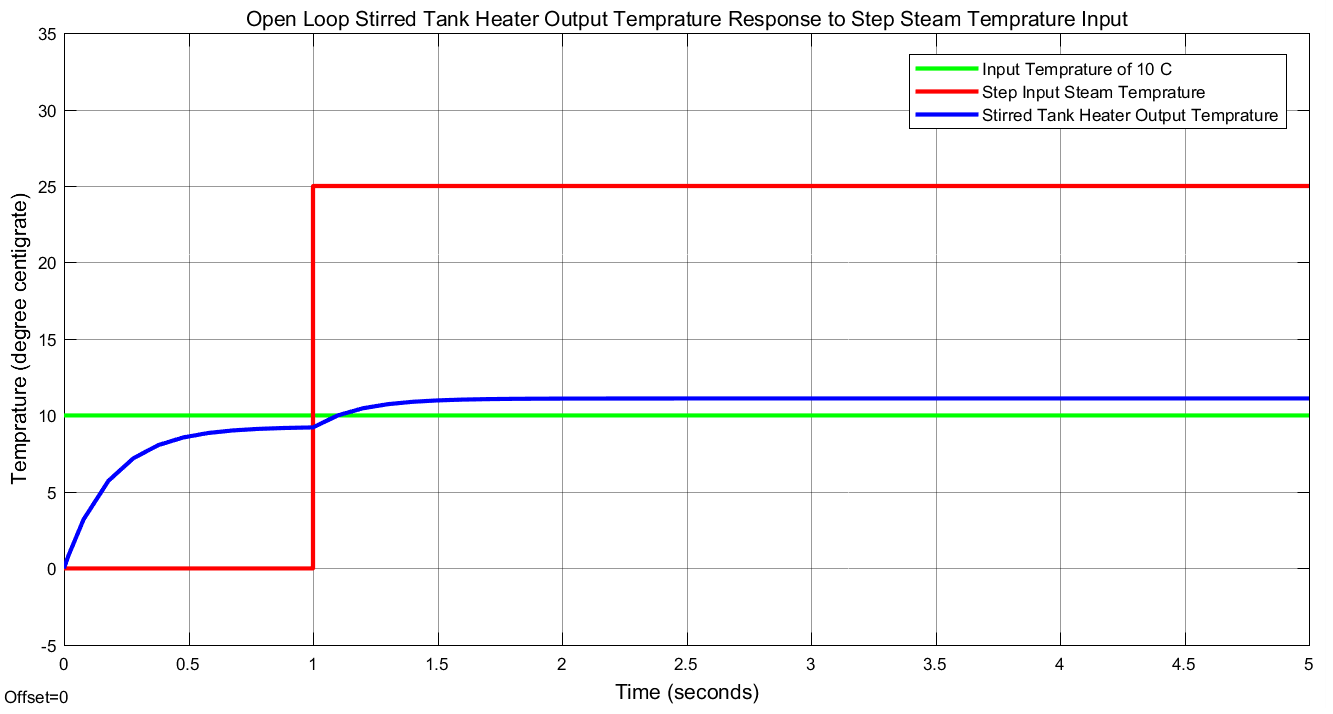 Open Loop Stirred Tank Heater Output Temprature Response to Step Steam Temprature Input
Input Temprature of 10 C
Step Input Steam Temprature
Stirred Tank Heater Output Temprature
Temprature (degree centigrate)
35
30
25
20
15
10
5
0
-5
0 0.5 1 1.5 2 2.5 3 3.5 4 4.5 5
Time (seconds)
Offset=0